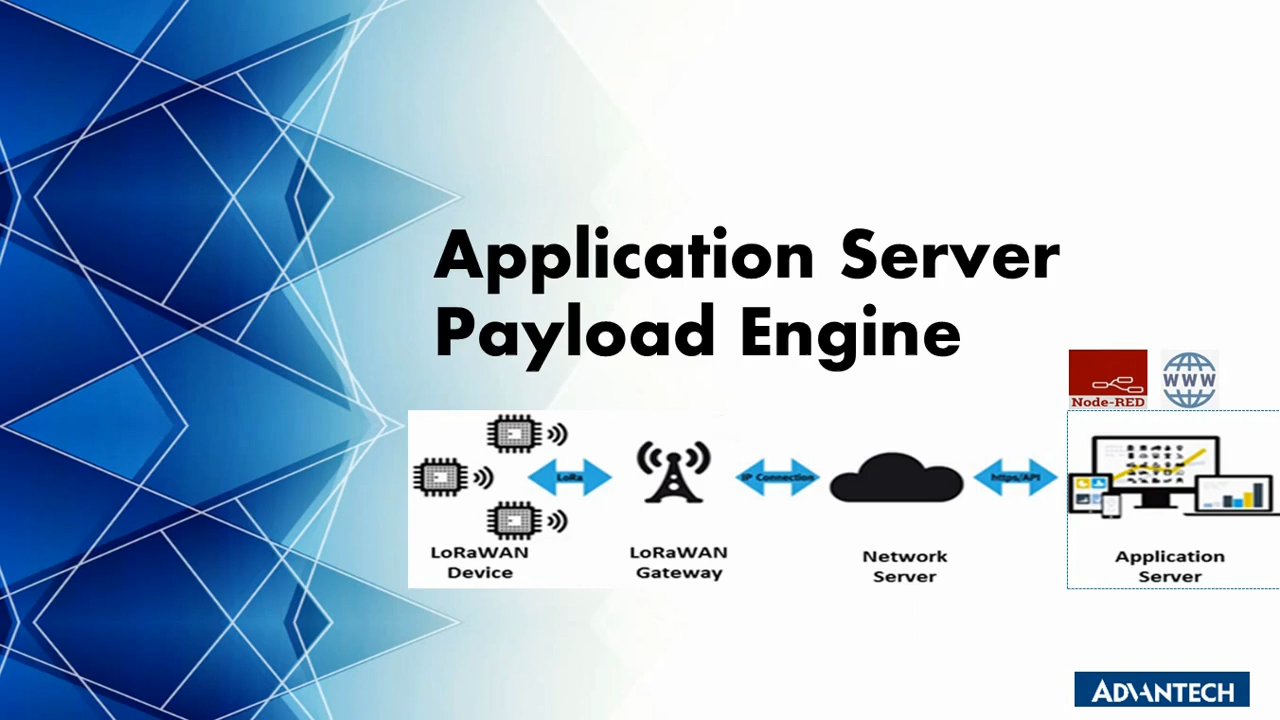 Application Server
Payload Engine
Node-RED
WWW
LoRa
IP Connection
https/API
LoRaWAN
Device
LoRaWAN
Gateway
Network
Server
Application
Server
ADVANTECH